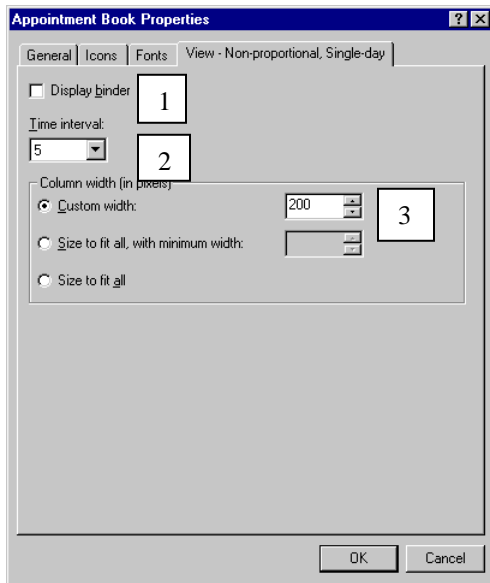 Appointment Book Properties
General Icons Fonts View - Non-proportional, Single-day
Display binder
1
Time interval:
5
2
Column width (in pixels)
Custom width: 200
3
Size to fit all, with minimum width:
Size to fit all
OK Cancel